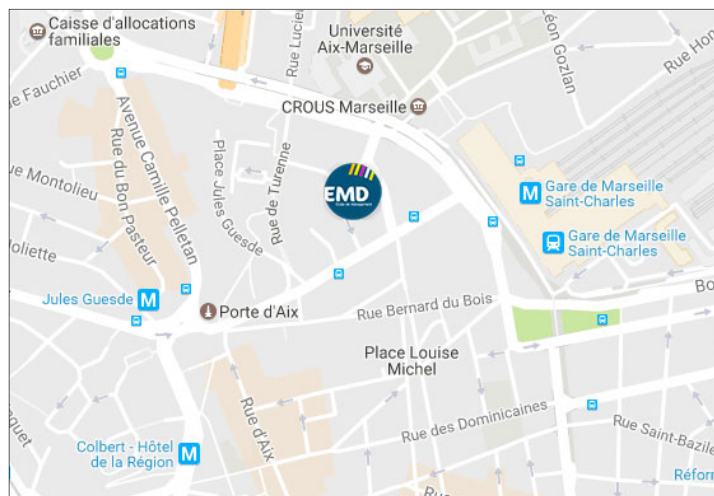 Caisse d'allocations
familiales
Rue Lucien
Université
Aix-Marseille
Léon Gozlan
Rue Hon
Fauchier
CROUS Marseille
Avenue Camille Pelletan
Rue du Bon Pasteur
Place Jules Guesde
Rue de Turenne
EMD
Rue Montolieu
M
Gare de Marseille
Saint-Charles
Gare de Marseille
Saint-Charles
Joliette
Jules Guesde
M
Porte d'Aix
Rue Bernard du Bois
Bo
Place Louise
Michel
Rue d'Aix
Rue des Dominicaines
Rue Saint-Bazile
Colbert - Hôtel
de la Région
M
Réform